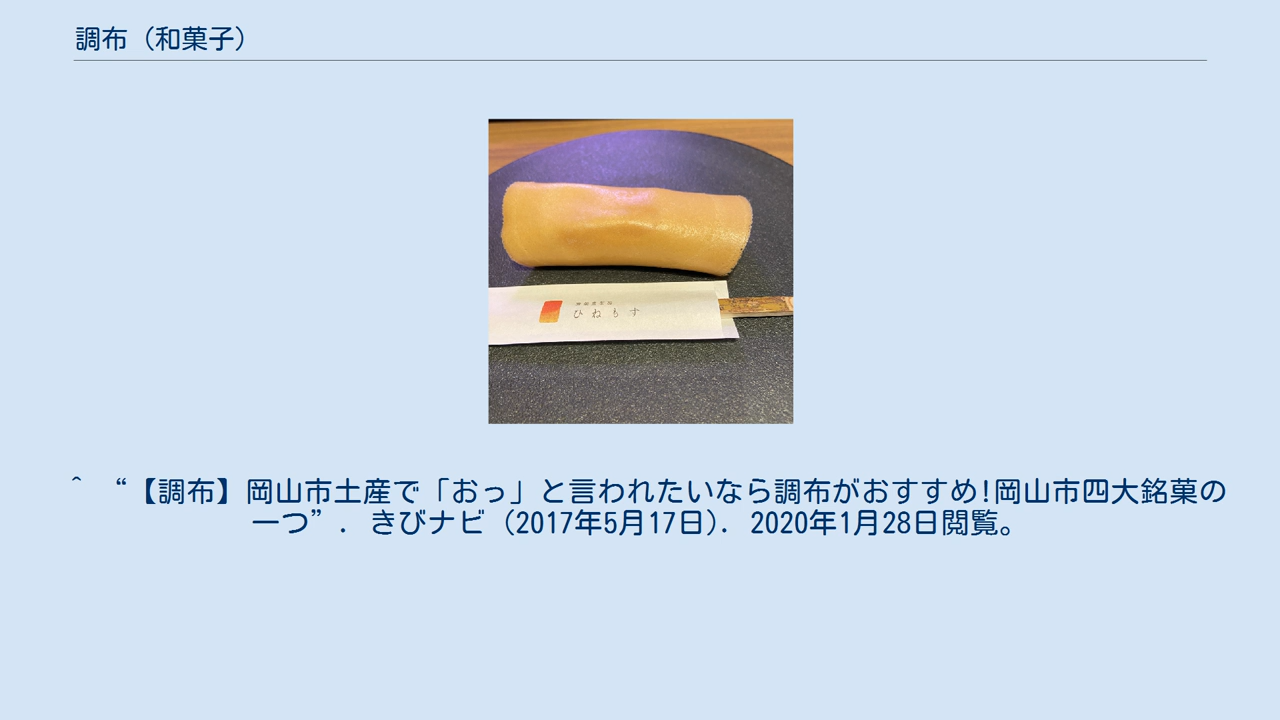 調布（和菓子）
ひねもす
^ “【調布】岡山市土産で「おっ」と言われたいなら調布がおすすめ!岡山市四大銘菓の
一つ”. きびナビ (2017年5月17日). 2020年1月28日閲覧。